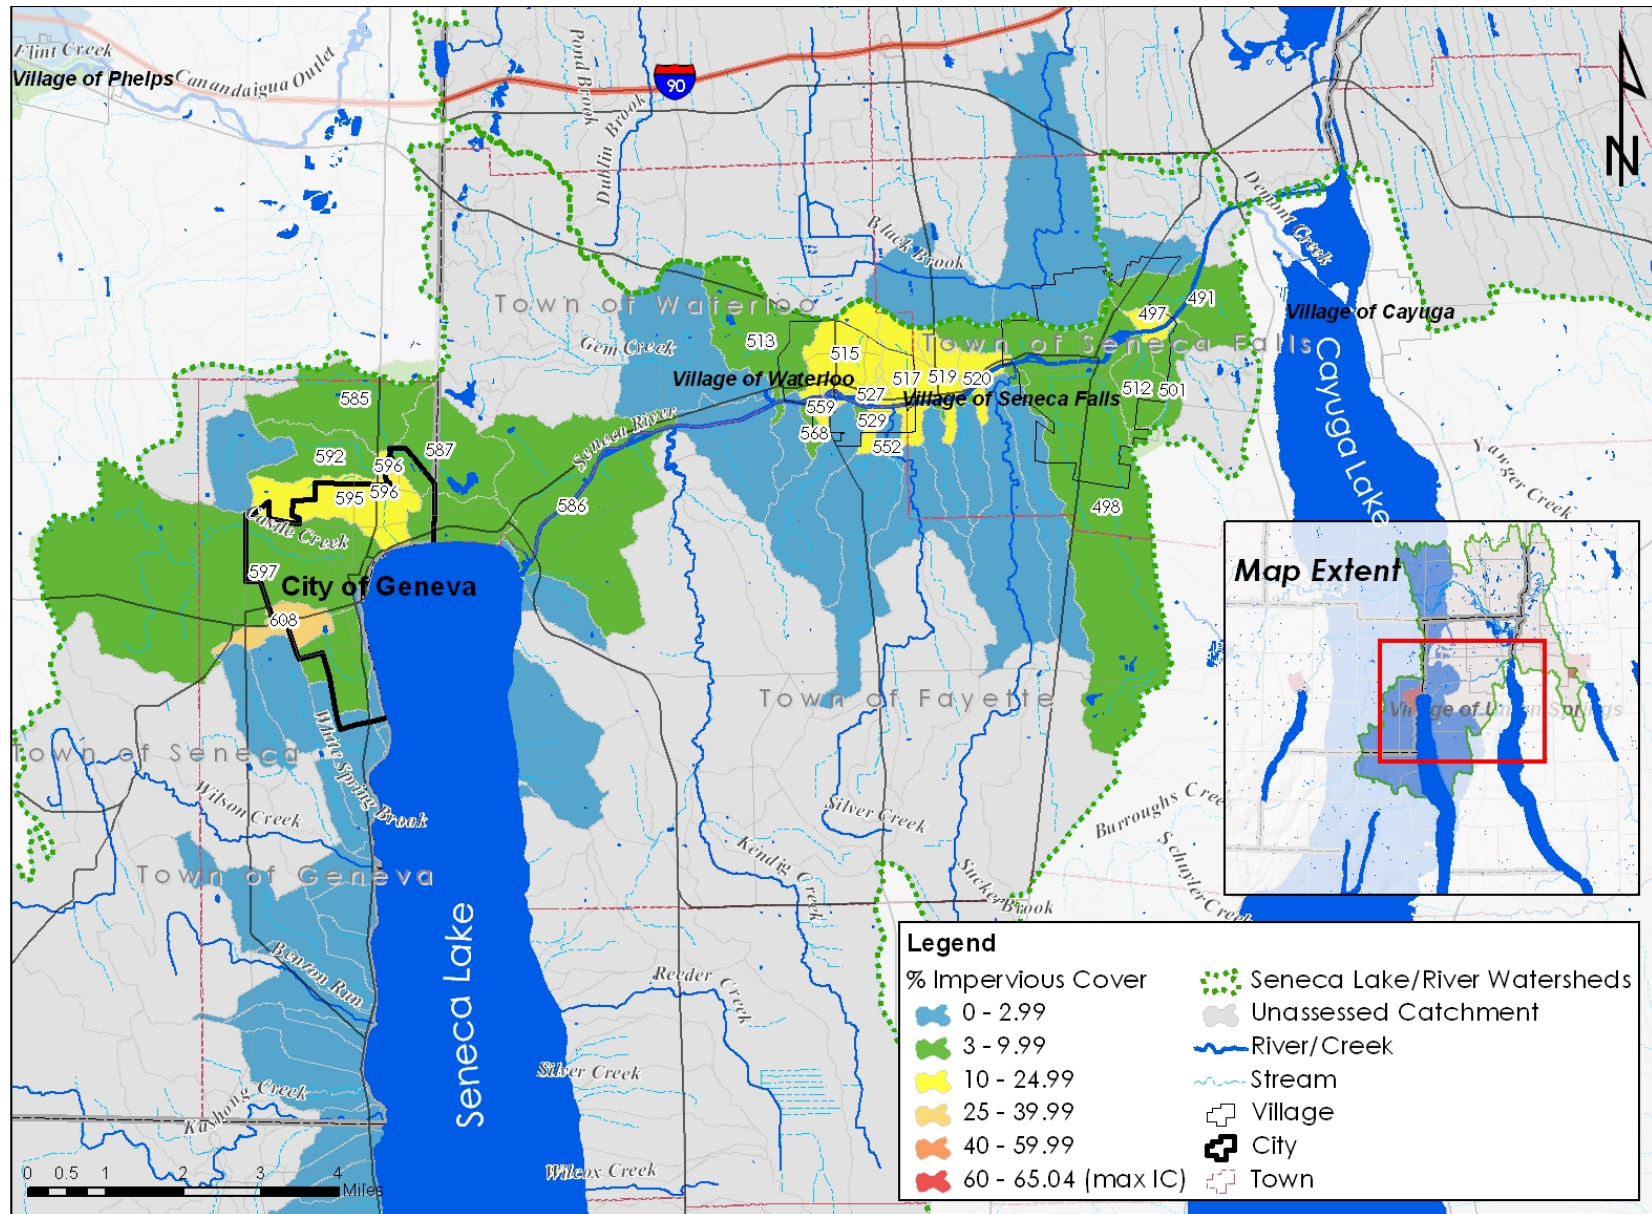 Flint Creek
Village of Phelps
Canandaigua Outlet
Pond Brook
Dublin Brook
90
N
Demont Creek
Black Brook
Town of Waterloo
Gem Creek
513
515
497
491
Village of Cayuga
Town of Seneca Falls
Village of Waterloo
517
519
520
527
559
529
568
552
Village of Seneca Falls
512
501
Cayuga Lake
Yawger Creek
585
592
596
587
595
596
Castle Creek
Seneca River
586
498
597
City of Geneva
608
Town of Fayette
Town of Seneca
White Spring Brook
Wilson Creek
Town of Geneva
Silver Creek
Burroughs Cree
Schuyler Creek
Kendig Creek
Sucker Brook
Seneca Lake
Benton Run
Reeder Creek
Silver Creek
Kashong Creek
Wilcox Creek
0 0.5 1 2 3 4
Miles
Map Extent
Village of Union Springs
Legend
% Impervious Cover
0 - 2.99
3 - 9.99
10 - 24.99
25 - 39.99
40 - 59.99
60 - 65.04 (max IC)
Seneca Lake/River Watersheds
Unassessed Catchment
River/Creek
Stream
Village
City
Town